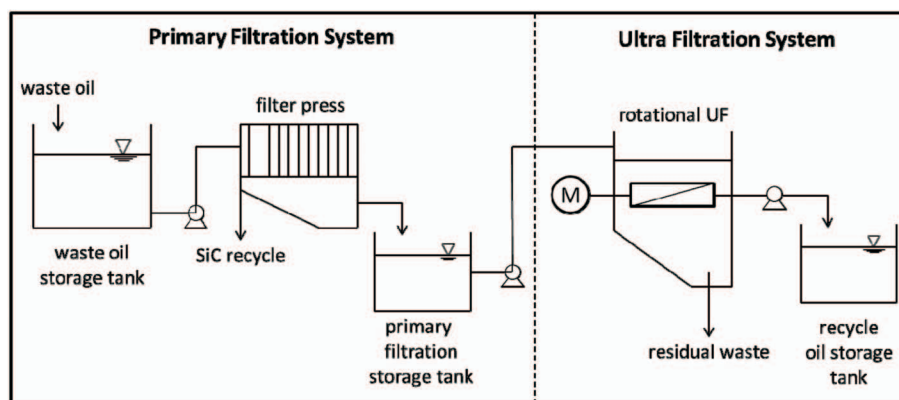 Primary Filtration System
Ultra Filtration System
waste oil
filter press
rotational UF
M
SiC recycle
waste oil
storage tank
primary
filtration
storage tank
residual waste
recycle
oil storage
tank